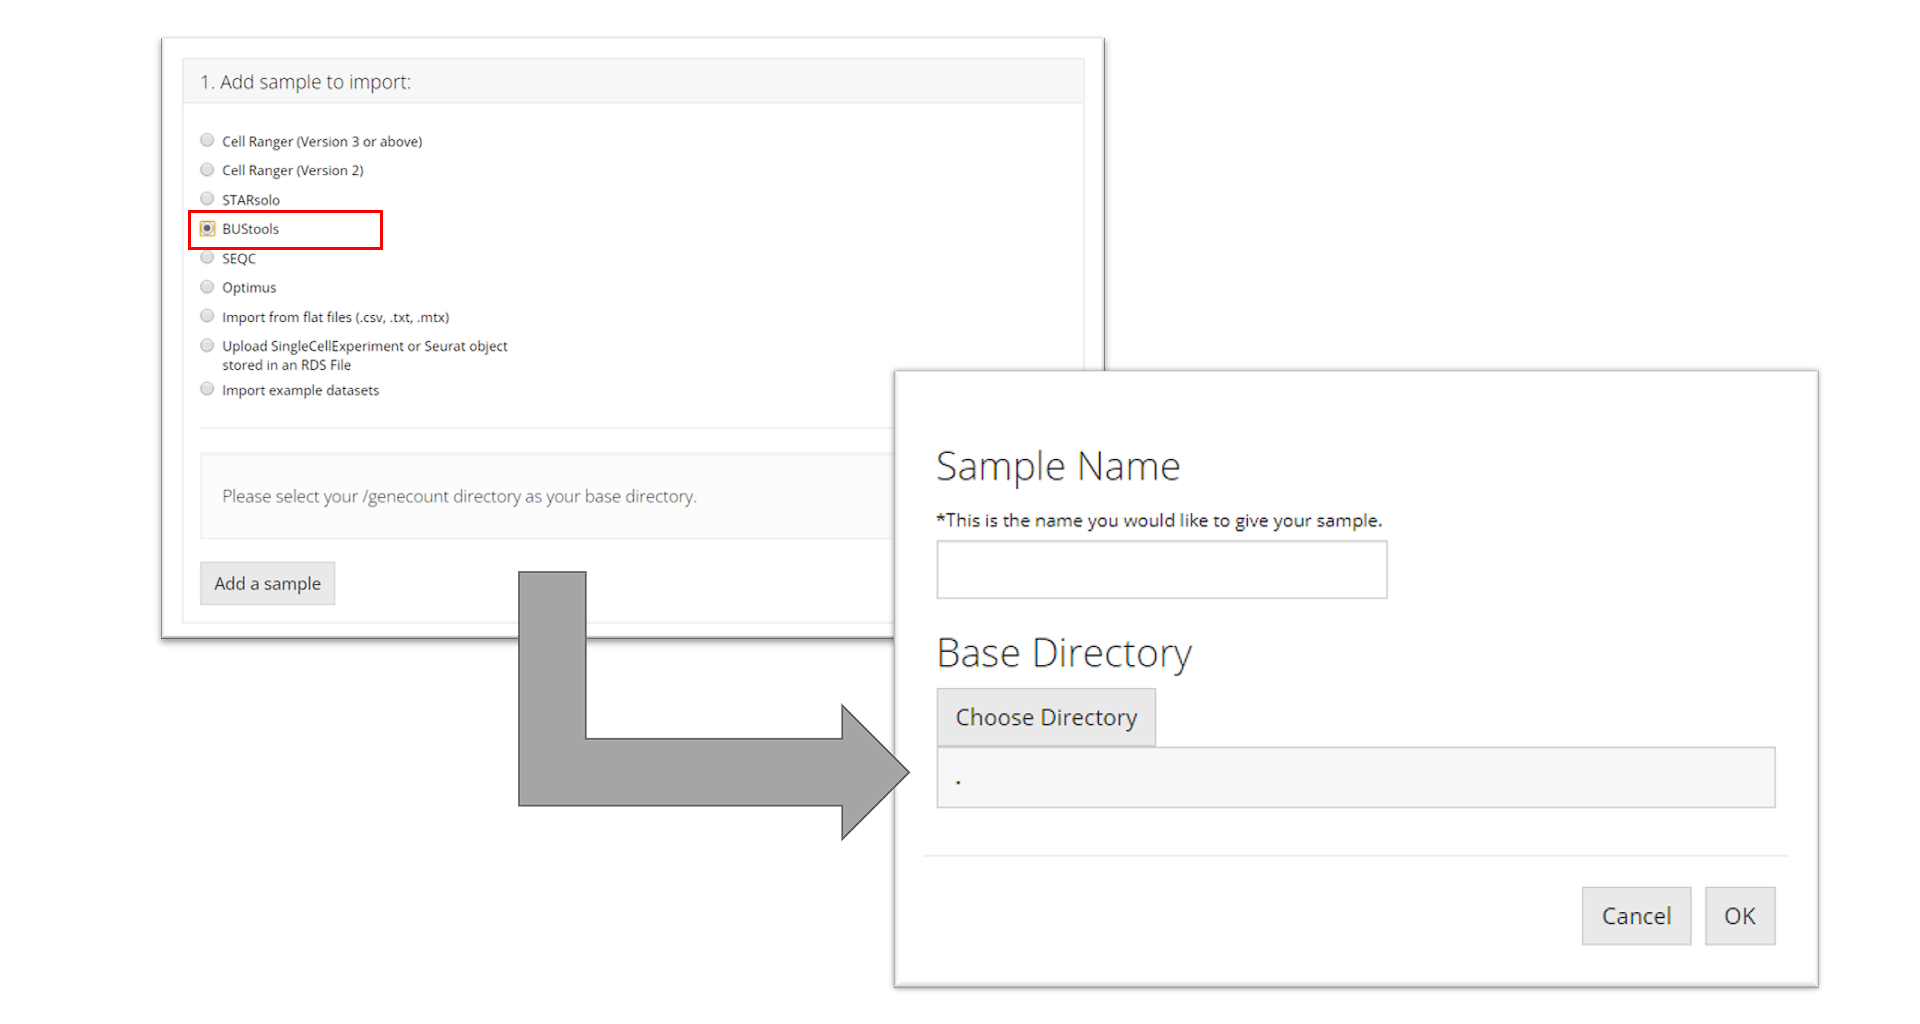 1. Add sample to import:
Cell Ranger (Version 3 or above)
Cell Ranger (Version 2)
STARsolo
BUStools
SEQC
Optimus
Import from flat files (.csv, .txt, .mtx)
Upload SingleCellExperiment or Seurat object
stored in an RDS File
Import example datasets
Please select your /genecount directory as your base directory.
Add a sample
Sample Name
*This is the name you would like to give your sample.
Base Directory
Choose Directory
.
Cancel
OK